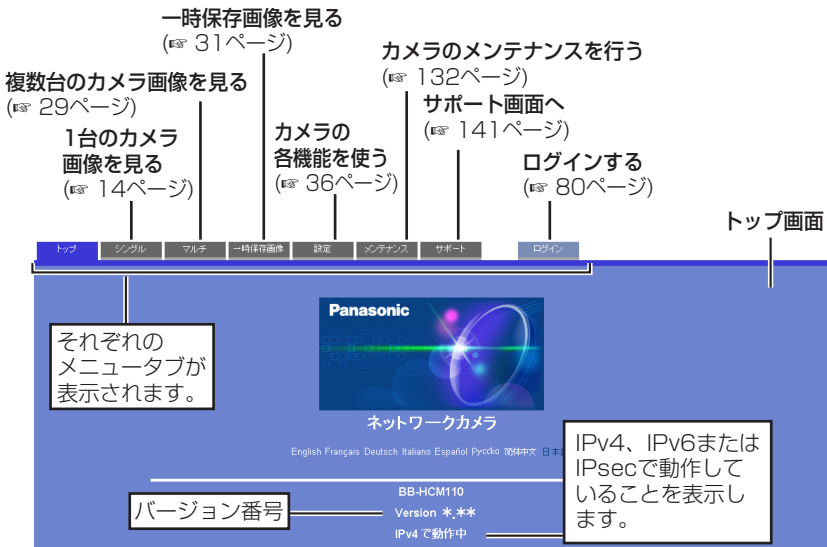 一時保存画像を見る
(☞ 31ページ)
カメラのメンテナンスを行う
(☞ 132ページ)
複数台のカメラ画像を見る
(☞ 29ページ)
サポート画面へ
(☞ 141ページ)
1台のカメラ
画像を見る
(☞ 14ページ)
カメラの
各機能を使う
(☞ 36ページ)
ログインする
(☞ 80ページ)
トップ画面
トップ シングル マルチ 一時保存画像 設定 メンテナンス サポート ログイン
それぞれの
メニュータブが
表示されます。
Panasonic
ネットワークカメラ
English Français Deutsch Italiano Español Русско 简体中文 日本
IPv4、IPv6または
IPsecで動作して
いることを表示し
ます。
BB-HCM110
バージョン番号
Version *.**
IPv4 で動作中